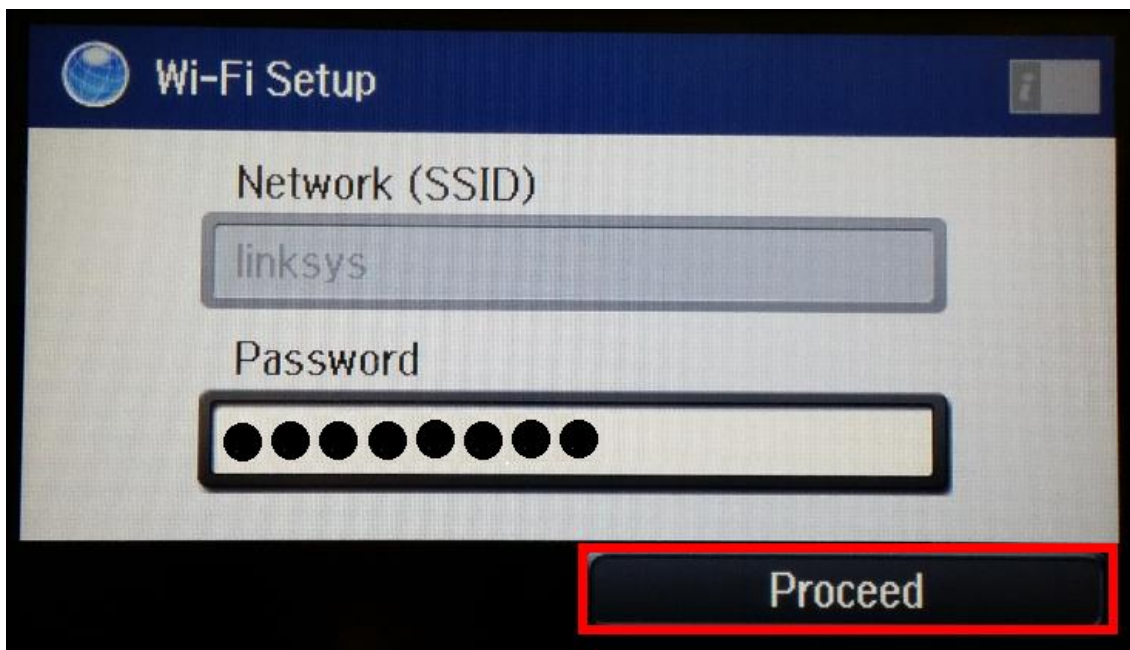 Wi-Fi Setup
i
Network (SSID)
linksys
Password
●●●●●●●●
Proceed